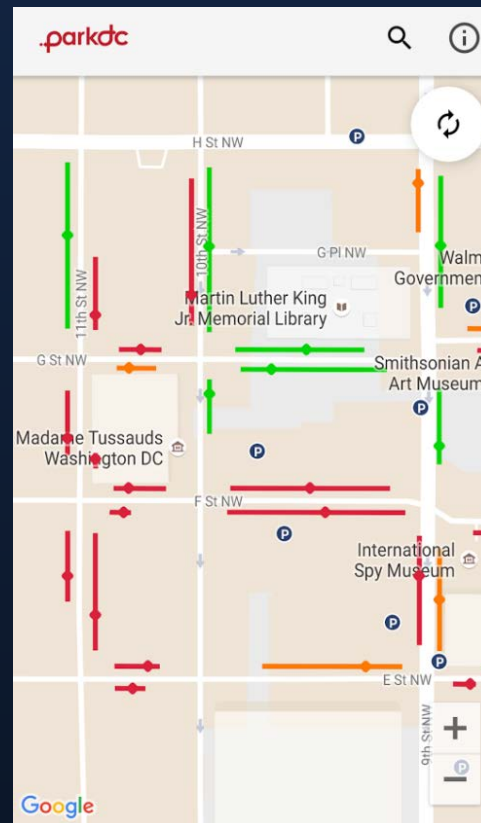 parkdc
H St NW
10th St NW
G Pl NW
Walm
Governmen
11th St NW
Martin Luther King
Jr. Memorial Library
G St NW
Smithsonian A
Art Museum
P
P
P
Madame Tussauds
Washington DC
P
F St NW
P
International
Spy Museum
P
P
E St NW
9th St NW
+
P
−
Google